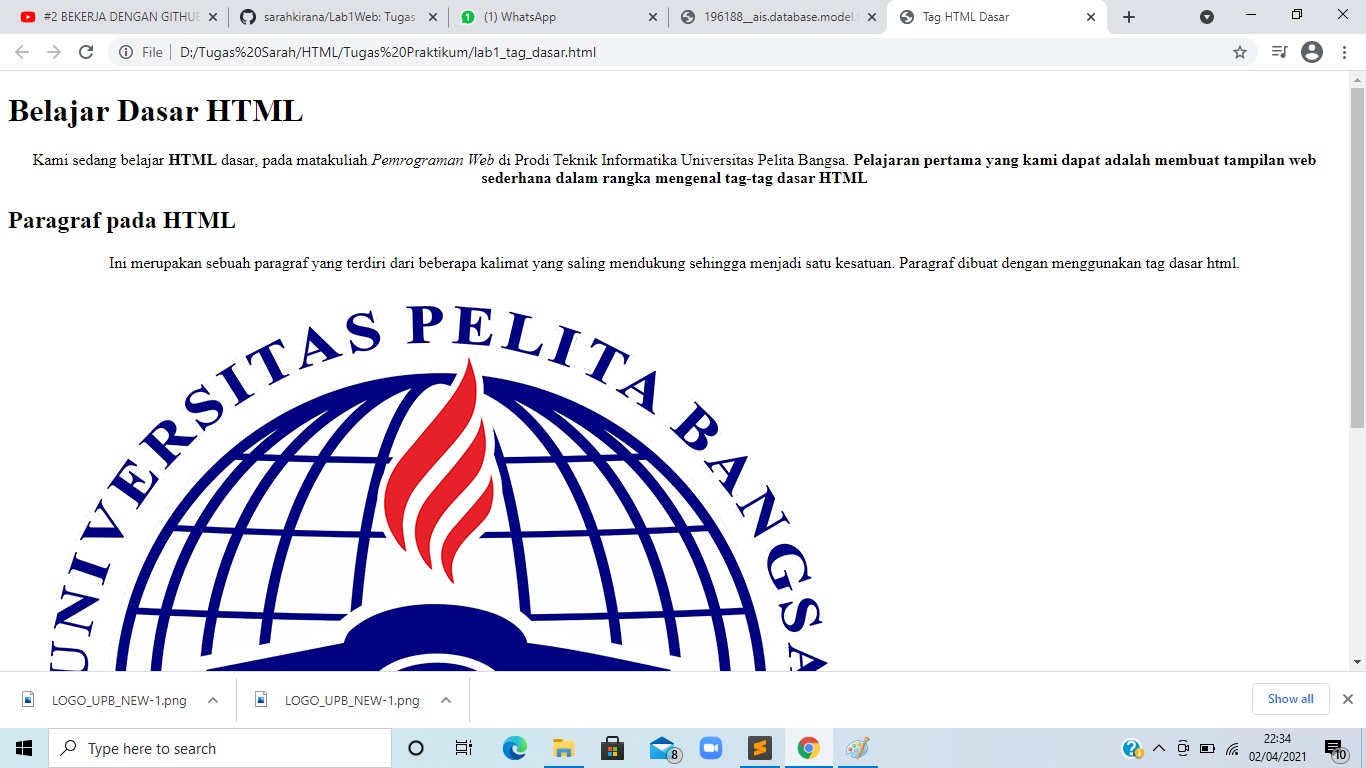 #2 BEKERJA DENGAN GITHUB
sarahkirana/Lab1Web: Tugas
(1) WhatsApp
196188__ais.database.model.
Tag HTML Dasar
File
D:/Tugas%20Sarah/HTML/Tugas%20Praktikum/lab1_tag_dasar.html
Belajar Dasar HTML
Kami sedang belajar HTML dasar, pada matakuliah Pemrograman Web di Prodi Teknik Informatika Universitas Pelita Bangsa. Pelajaran pertama yang kami dapat adalah membuat tampilan web
sederhana dalam rangka mengenal tag-tag dasar HTML
Paragraf pada HTML
Ini merupakan sebuah paragraf yang terdiri dari beberapa kalimat yang saling mendukung sehingga menjadi satu kesatuan. Paragraf dibuat dengan menggunakan tag dasar html.
UNIVERSITAS PELITA BANGSA
LOGO_UPB_NEW-1.png
LOGO_UPB_NEW-1.png
Show all
Type here to search
8
22:34
02/04/2021
10